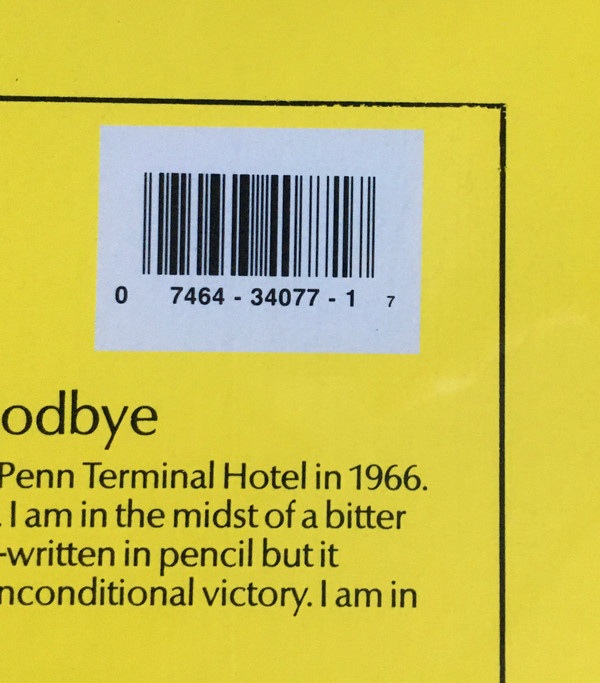 0 7464 - 34077 - 1 7
odbye
Penn Terminal Hotel in 1966.
. I am in the midst of a bitter
-written in pencil but it
nconditional victory. I am in